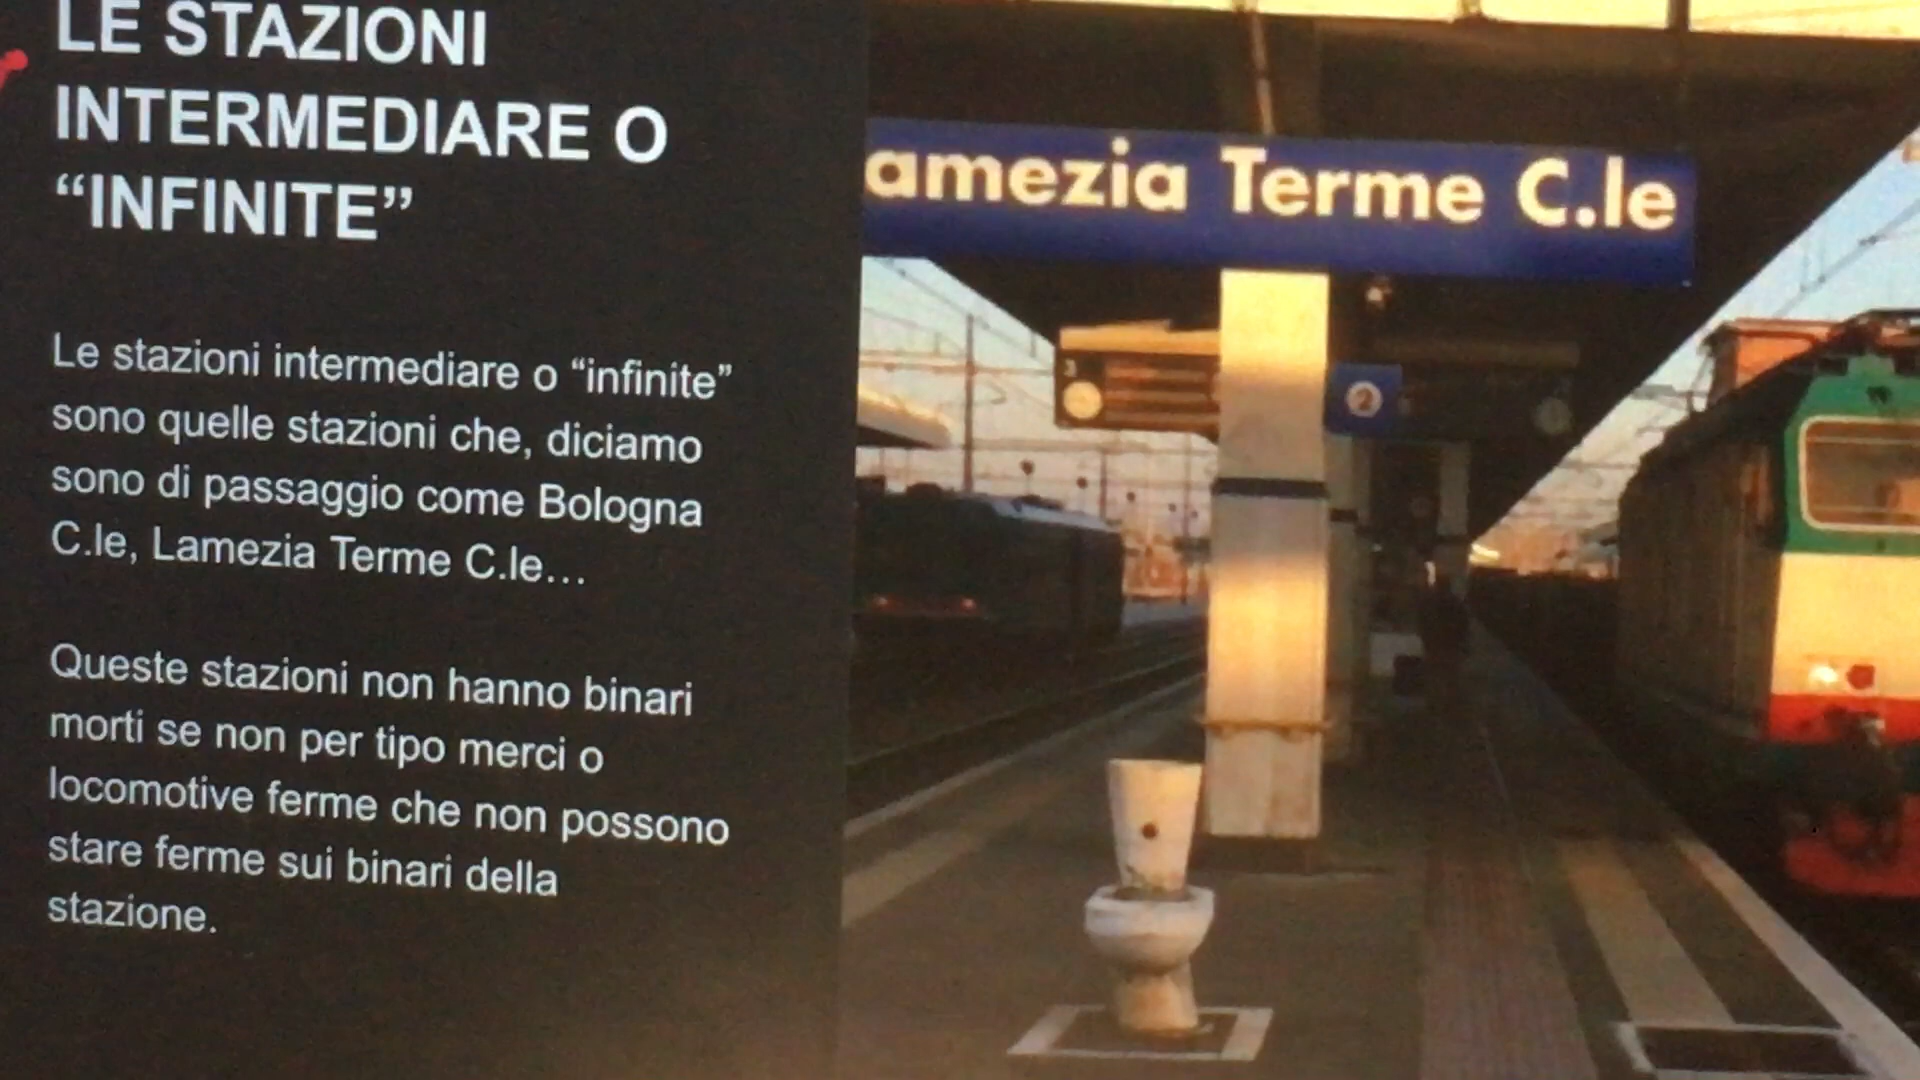 LE STAZIONI
INTERMEDIARE O
“INFINITE”
Le stazioni intermediare o “infinite”
sono quelle stazioni che, diciamo
sono di passaggio come Bologna
C.le, Lamezia Terme C.le…
Queste stazioni non hanno binari
morti se non per tipo merci o
locomotive ferme che non possono
stare ferme sui binari della
stazione.
amezia Terme C.le
3
2